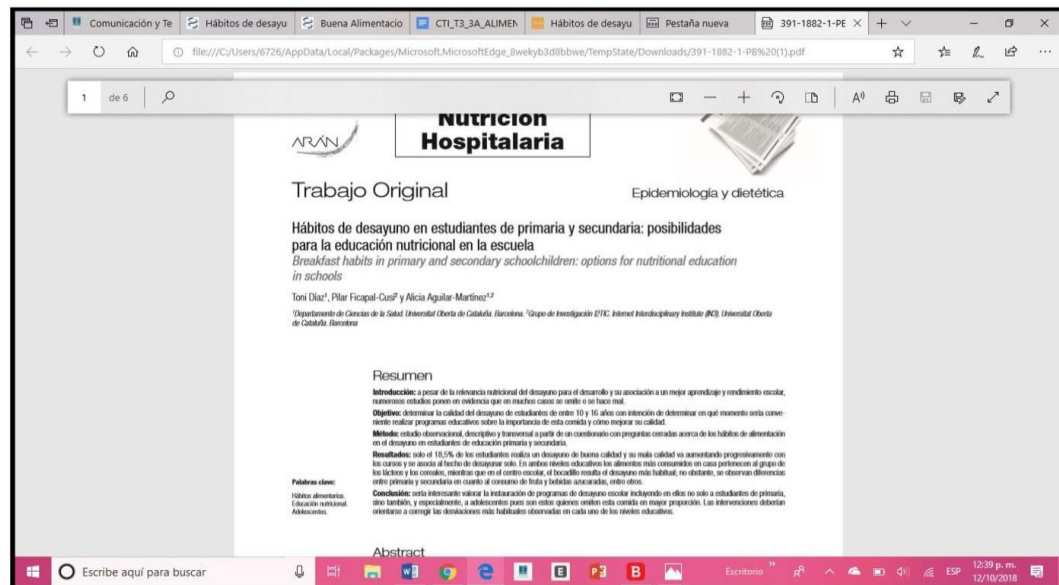 Comunicación y Te
Hábitos de desayu
Buena Alimentacio
CTI_T3_3A_ALIMEN
Hábitos de desayu
Pestaña nueva
391-1882-1-PE
file:///C:/Users/6726/AppData/Local/Packages/Microsoft.MicrosoftEdge_8wekyb3d8bbwe/TempState/Downloads/391-1882-1-PB%20(1).pdf
1 de 6
ARÁN
Nutrición
Hospitalaria
Trabajo Original
Epidemiología y dietética
Hábitos de desayuno en estudiantes de primaria y secundaria: posibilidades
para la educación nutricional en la escuela
Breakfast habits in primary and secondary schoolchildren: options for nutritional education
in schools
Toni Díaz¹, Pilar Ficapal-Cusí² y Alicia Aguilar-Martínez¹,²
¹Departamento de Ciencias de la Salud. Universitat Oberta de Cataluña. Barcelona. ²Grupo de Investigación I2TIC. Internet Interdisciplinary Institute (IN3). Universitat Oberta
de Cataluña. Barcelona
Resumen
Introducción: a pesar de la relevancia nutricional del desayuno para el desarrollo y su asociación a un mejor aprendizaje y rendimiento escolar,
numerosos estudios ponen en evidencia que en muchos casos se omite o se hace mal.
Objetivo: determinar la calidad del desayuno de estudiantes de entre 10 y 16 años con intención de determinar en qué momento sería conve-
niente realizar programas educativos sobre la importancia de esta comida y cómo mejorar su calidad.
Método: estudio observacional, descriptivo y transversal a partir de un cuestionario con preguntas cerradas acerca de los hábitos de alimentación
en el desayuno en estudiantes de educación primaria y secundaria.
Resultados: solo el 18,5% de los estudiantes realiza un desayuno de buena calidad y su mala calidad va aumentando progresivamente con
los cursos y se asocia al hecho de desayunar solo. En ambos niveles educativos los alimentos más consumidos en casa pertenecen al grupo de
los lácteos y los cereales, mientras que en el centro escolar, el bocadillo resulta el desayuno más habitual, no obstante, se observan diferencias
entre primaria y secundaria en cuanto al consumo de fruta y bebidas azucaradas, entre otros.
Conclusión: sería interesante valorar la instauración de programas de desayuno escolar incluyendo en ellos no solo a estudiantes de primaria,
sino también, y especialmente, a adolescentes pues son estos quienes omiten esta comida en mayor proporción. Las intervenciones deberían
orientarse a corregir las desviaciones más habituales observadas en cada uno de los niveles educativos.
Palabras clave:
Hábitos alimentarios.
Educación nutricional.
Adolescentes.
Abstract
Escribe aquí para buscar
Escritorio
ESP
12:39 p. m.
12/10/2018